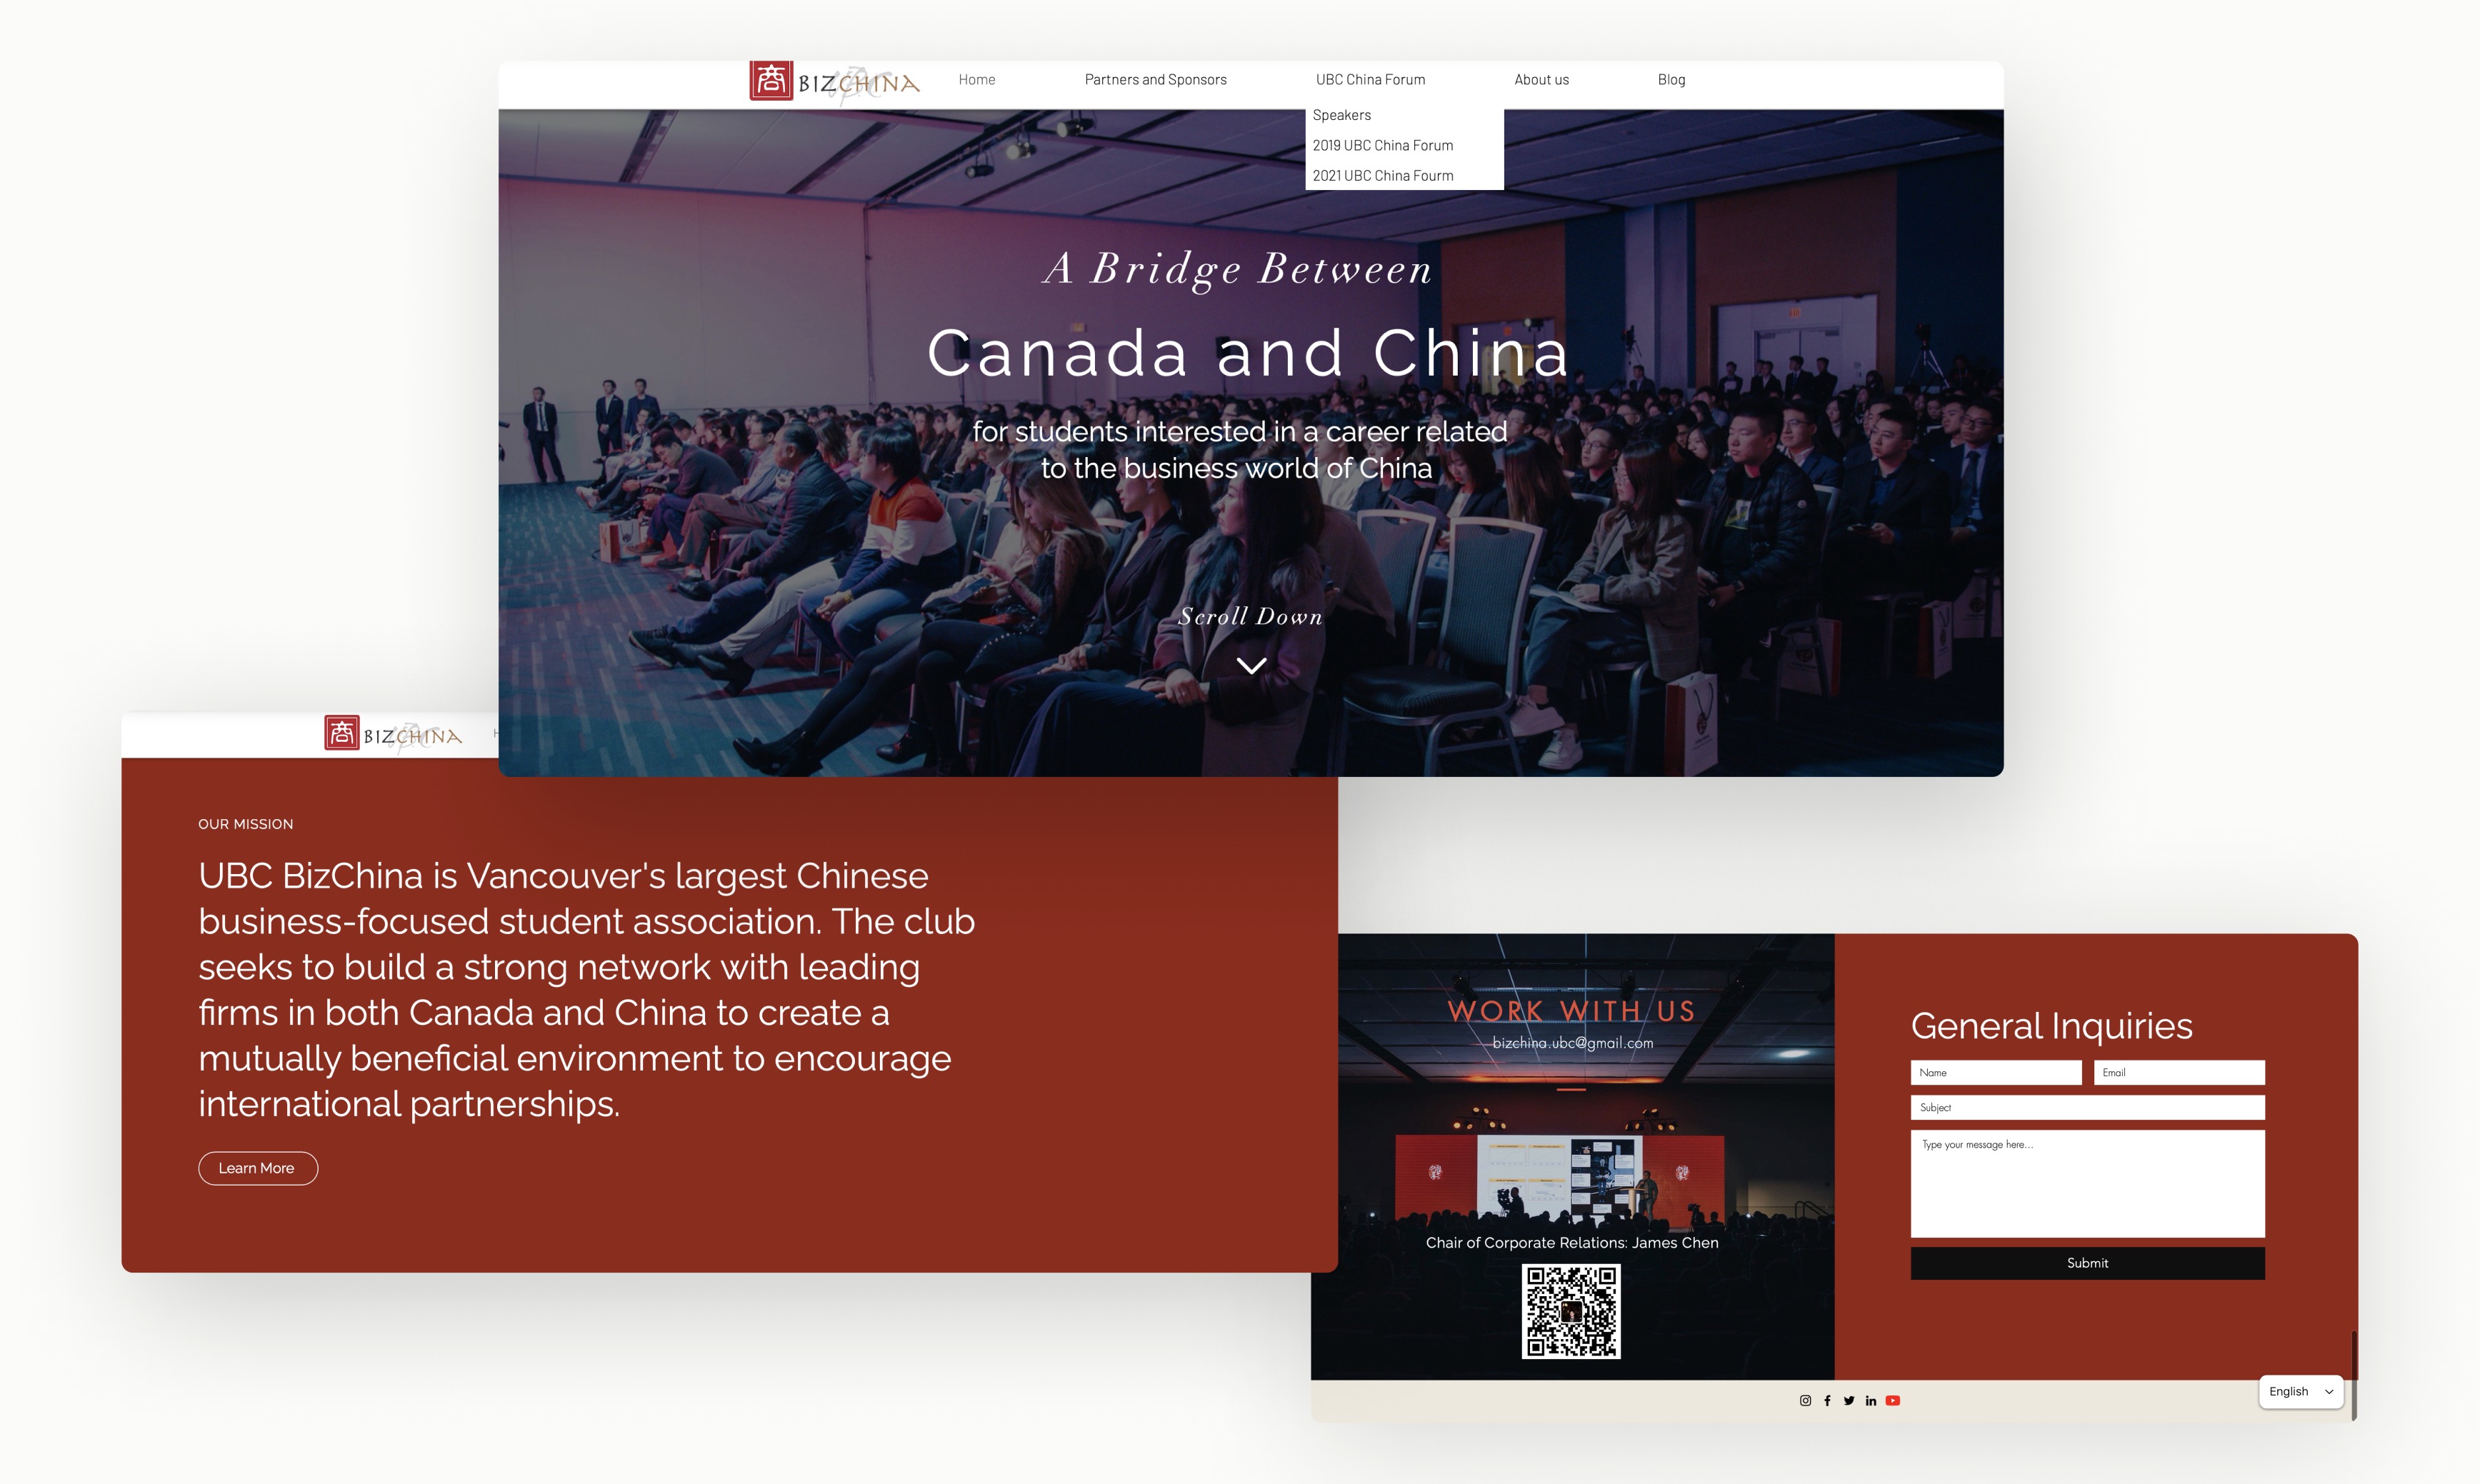 商 BIZCHINA UBC
Home
Partners and Sponsors
UBC China Forum
About us
Blog
Speakers
2019 UBC China Forum
2021 UBC China Fourm
A Bridge Between
Canada and China
for students interested in a career related
to the business world of China
Scroll Down
商 BIZCHINA UBC
H
OUR MISSION
UBC BizChina is Vancouver's largest Chinese
business-focused student association. The club
seeks to build a strong network with leading
firms in both Canada and China to create a
mutually beneficial environment to encourage
international partnerships.
Learn More
WORK WITH US
bizchina.ubc@gmail.com
Chair of Corporate Relations: James Chen
General Inquiries
Name
Email
Subject
Type your message here...
Submit
English